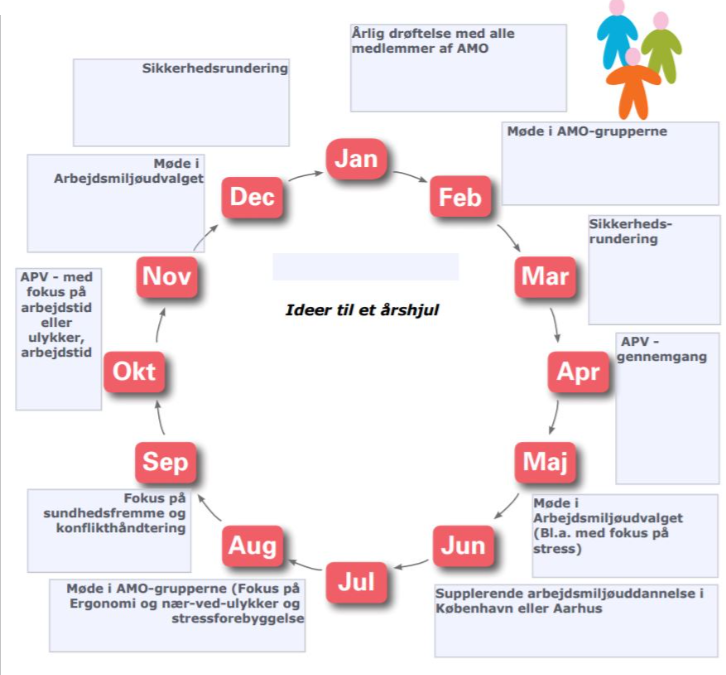 Årlig drøftelse med alle
medlemmer af AMO
Sikkerhedsrundering
Møde i AMO-grupperne
Jan
Møde i
Arbejdsmiljøudvalget
Dec
Feb
Sikkerheds-
rundering
Nov
Mar
APV - med
fokus på
arbejdstid
eller
ulykker,
arbejdstid
Ideer til et årshjul
APV -
gennemgang
Okt
Apr
Sep
Maj
Fokus på
sundhedsfremme og
konflikthåndtering
Møde i
Arbejdsmiljøudvalget
(Bl.a. med fokus på
stress)
Aug
Jun
Jul
Møde i AMO-grupperne (Fokus på
Ergonomi og nær-ved-ulykker og
stressforebyggelse
Supplerende arbejdsmiljøuddannelse i
København eller Aarhus